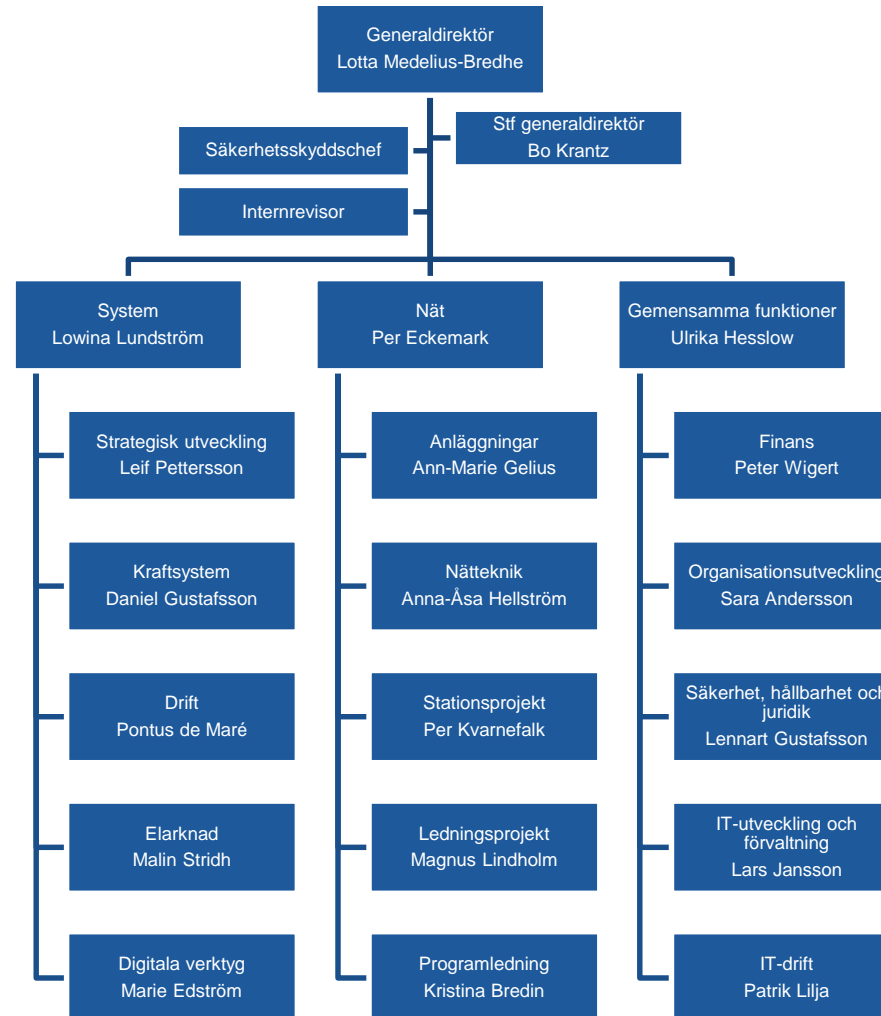 Generaldirektör
Lotta Medelius-Bredhe
Stf generaldirektör
Bo Krantz
Säkerhetsskyddschef
Internrevisor
System
Lowina Lundström
Nät
Per Eckemark
Gemensamma funktioner
Ulrika Hesslow
Strategisk utveckling
Leif Pettersson
Anläggningar
Ann-Marie Gelius
Finans
Peter Wigert
Kraftsystem
Daniel Gustafsson
Nätteknik
Anna-Åsa Hellström
Organisationsutveckling
Sara Andersson
Drift
Pontus de Maré
Stationsprojekt
Per Kvarnefalk
Säkerhet, hållbarhet och
juridik
Lennart Gustafsson
Elarknad
Malin Stridh
Ledningsprojekt
Magnus Lindholm
IT-utveckling och
förvaltning
Lars Jansson
Digitala verktyg
Marie Edström
Programledning
Kristina Bredin
IT-drift
Patrik Lilja